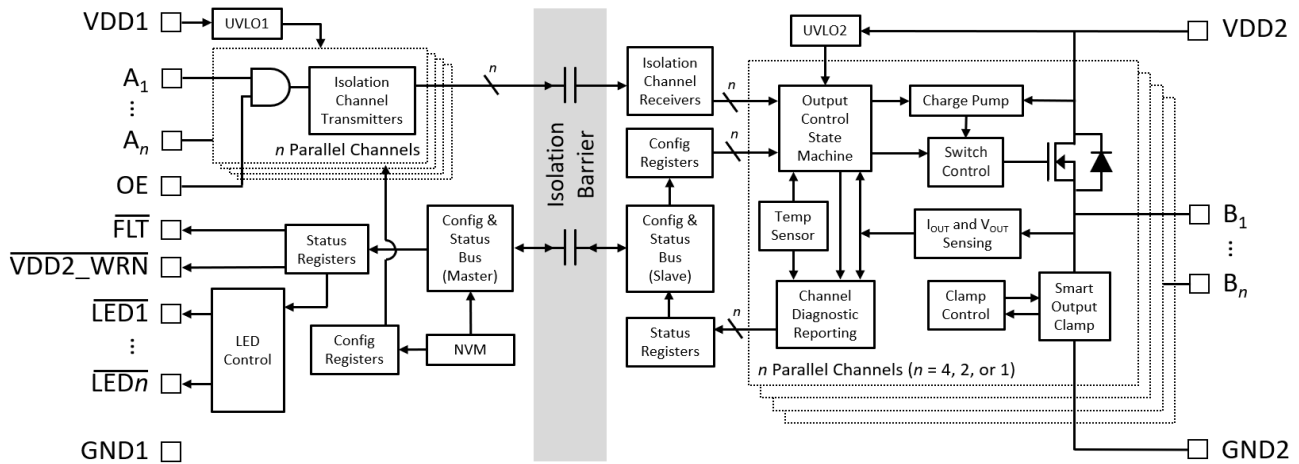 VDD1
UVLO1
A1
⋮
An
OE
Isolation
Channel
Transmitters
n Parallel Channels
n
FLT
VDD2_WRN
LED1
⋮
LEDn
GND1
Status
Registers
LED
Control
Config
Registers
Config &
Status
Bus
(Master)
NVM
Isolation
Barrier
Isolation
Channel
Receivers
n
Config
Registers
n
Config &
Status
Bus
(Slave)
Status
Registers
n
UVLO2
Output
Control
State
Machine
Charge Pump
Switch
Control
Temp
Sensor
IOUT and VOUT
Sensing
Channel
Diagnostic
Reporting
Clamp
Control
Smart
Output
Clamp
n Parallel Channels (n = 4, 2, or 1)
VDD2
B1
⋮
Bn
GND2